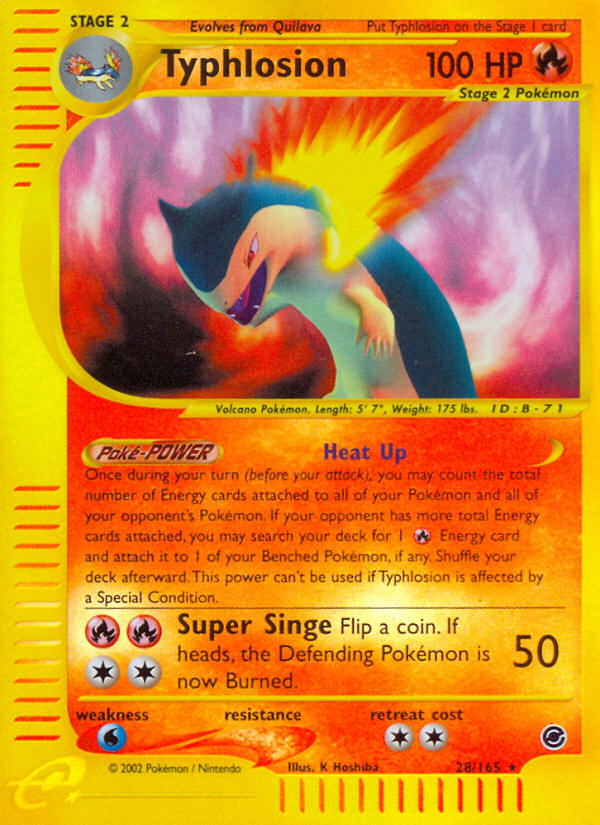 STAGE 2
Evolves from Quilava
Put Typhlosion on the Stage 1 card
Typhlosion
100 HP
Stage 2 Pokémon
Volcano Pokémon. Length: 5' 7", Weight: 175 lbs. ID:B-71
Poké-POWER
Heat Up
Once during your turn (before your attack), you may count the total
number of Energy cards attached to all of your Pokémon and all of
your opponent's Pokémon. If your opponent has more total Energy
cards attached, you may search your deck for 1 Energy card
and attach it to 1 of your Benched Pokémon, if any. Shuffle your
deck afterward. This power can't be used if Typhlosion is affected by
a Special Condition.
Super Singe Flip a coin. If
heads, the Defending Pokémon is
now Burned.
50
weakness
resistance
retreat cost
© 2002 Pokémon / Nintendo
Illus. K Hoshiba
28/165 ★